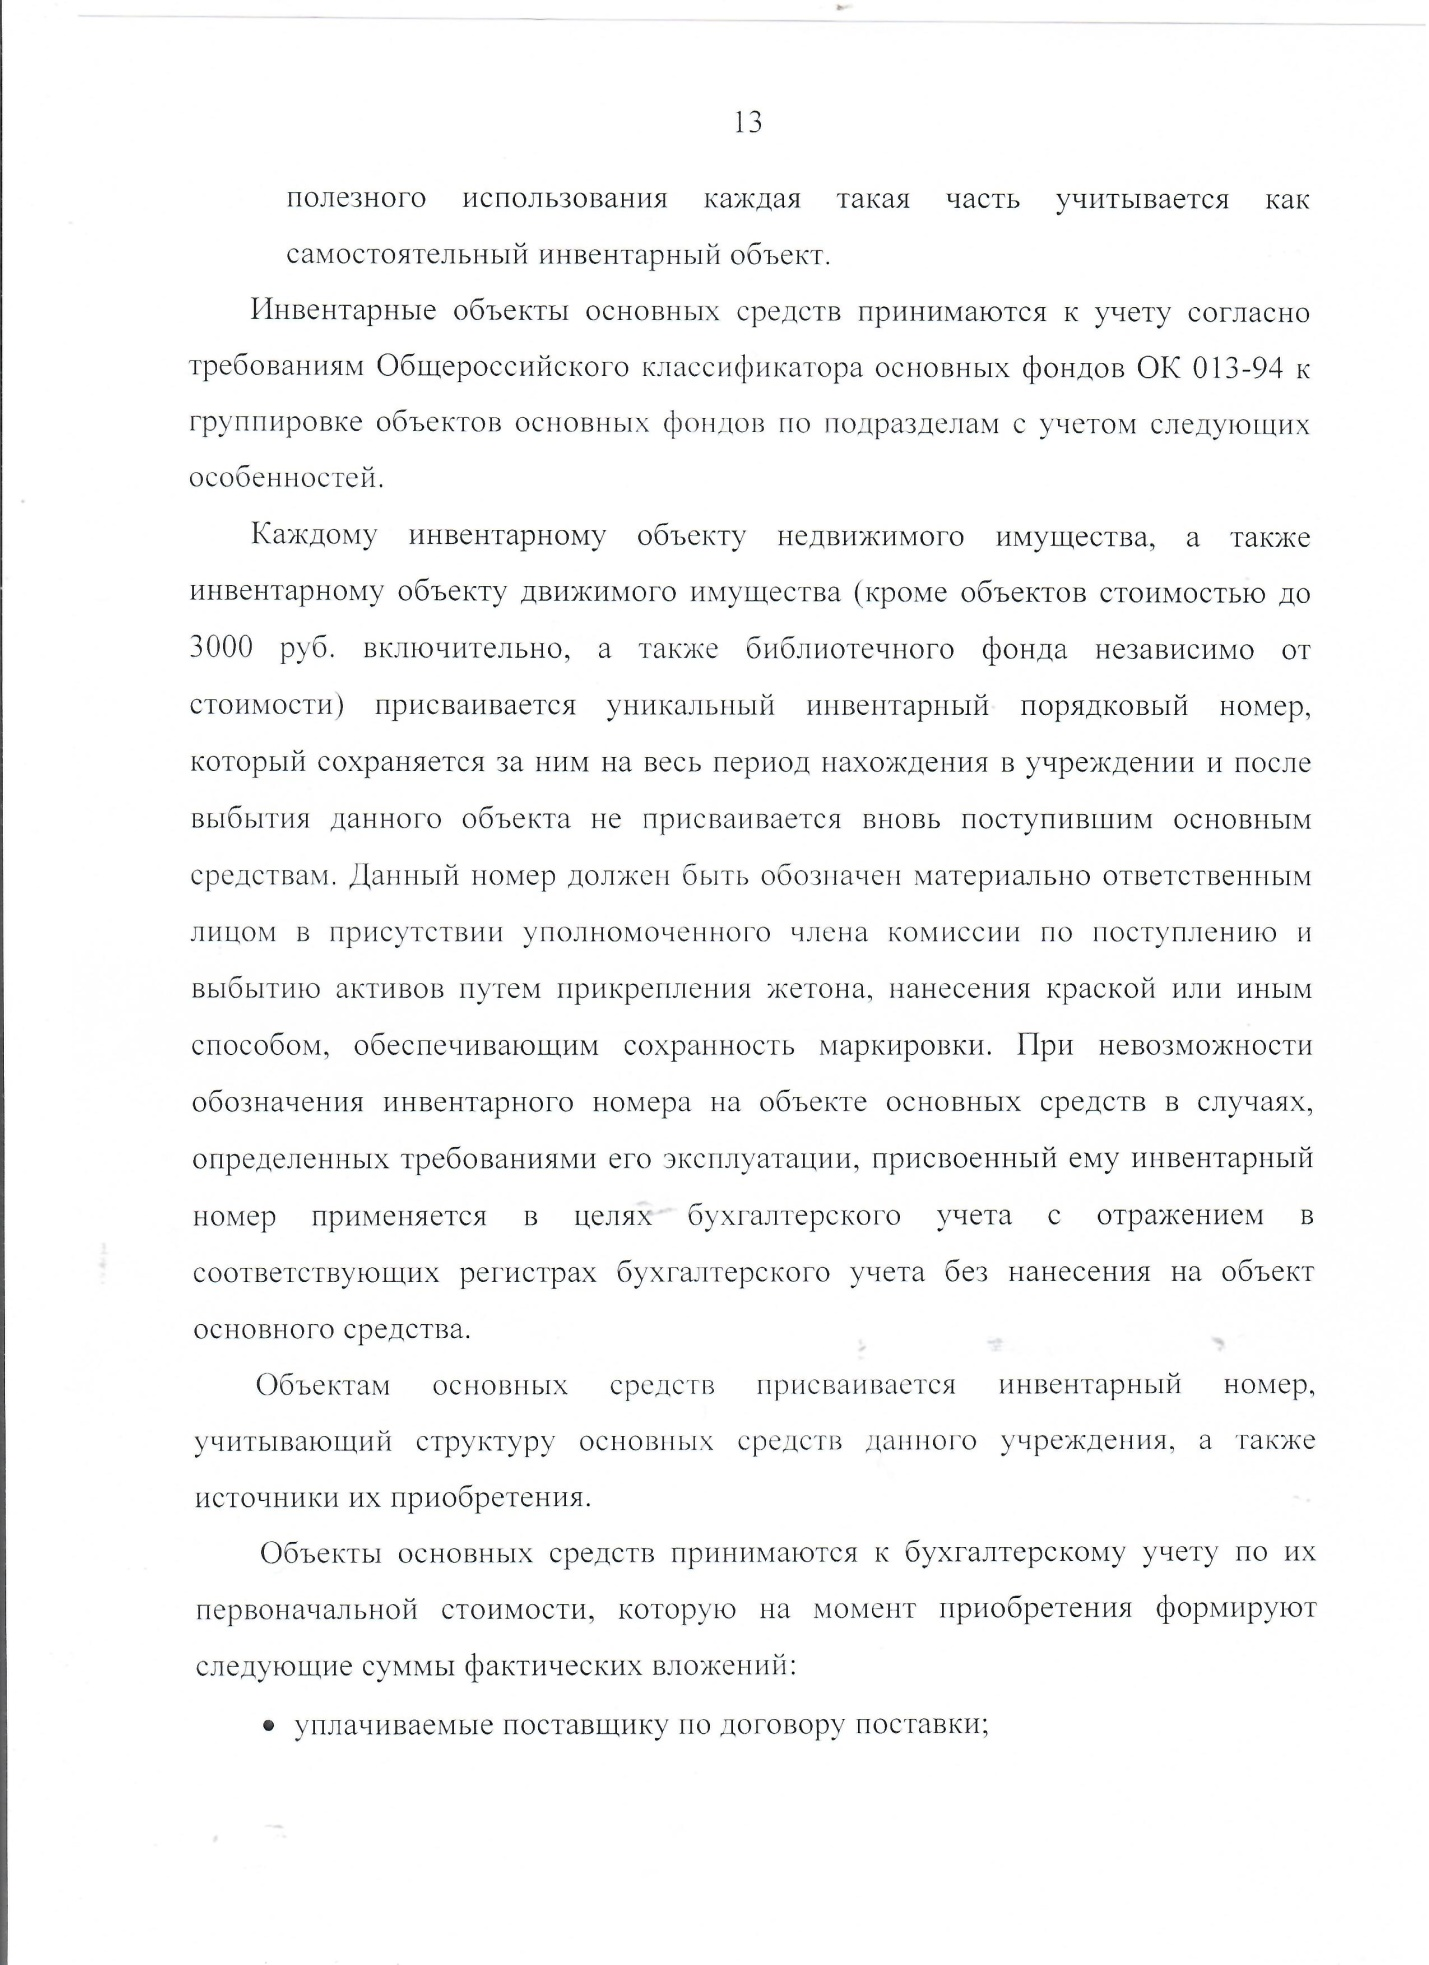 13
полезного использования каждая такая часть учитывается как
самостоятельный инвентарный объект.
Инвентарные объекты основных средств принимаются к учету согласно
требованиям Общероссийского классификатора основных фондов ОК 013-94 к
группировке объектов основных фондов по подразделам с учетом следующих
особенностей.
Каждому инвентарному объекту недвижимого имущества, а также
инвентарному объекту движимого имущества (кроме объектов стоимостью до
3000 руб. включительно, а также библиотечного фонда независимо от
стоимости) присваивается уникальный инвентарный порядковый номер,
который сохраняется за ним на весь период нахождения в учреждении и после
выбытия данного объекта не присваивается вновь поступившим основным
средствам. Данный номер должен быть обозначен материально ответственным
лицом в присутствии уполномоченного члена комиссии по поступлению и
выбытию активов путем прикрепления жетона, нанесения краской или иным
способом, обеспечивающим сохранность маркировки. При невозможности
обозначения инвентарного номера на объекте основных средств в случаях,
определенных требованиями его эксплуатации, присвоенный ему инвентарный
номер применяется в целях бухгалтерского учета с отражением в
соответствующих регистрах бухгалтерского учета без нанесения на объект
основного средства.
Объектам основных средств присваивается инвентарный номер,
учитывающий структуру основных средств данного учреждения, а также
источники их приобретения.
Объекты основных средств принимаются к бухгалтерскому учету по их
первоначальной стоимости, которую на момент приобретения формируют
следующие суммы фактических вложений:
• уплачиваемые поставщику по договору поставки;